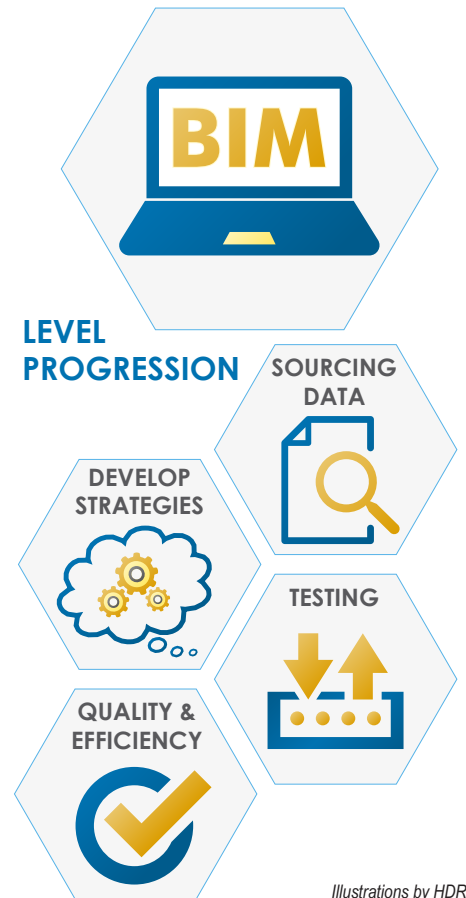 BIM
LEVEL
PROGRESSION
SOURCING
DATA
DEVELOP
STRATEGIES
TESTING
QUALITY &
EFFICIENCY
Illustrations by HDR